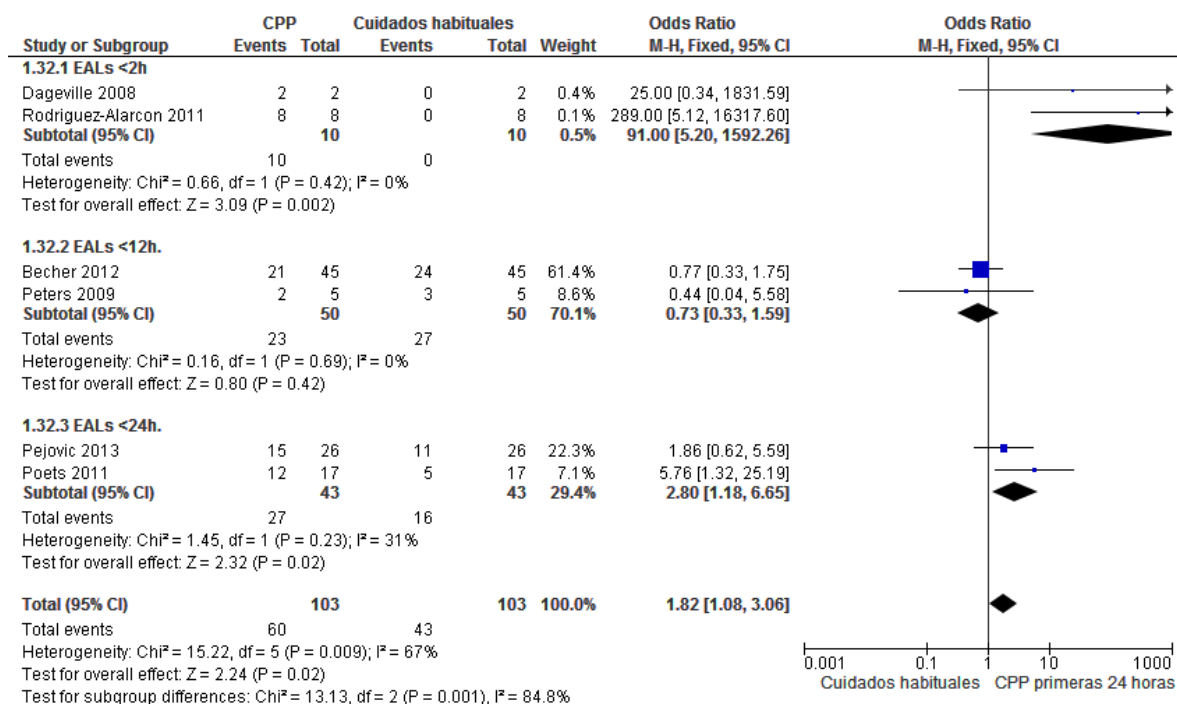 CPP Cuidados habituales Odds Ratio Odds Ratio
Study or Subgroup Events Total Events Total Weight M-H, Fixed, 95% CI M-H, Fixed, 95% CI
1.32.1 EALs <2h
Dageville 2008 2 2 0 2 0.4% 25.00 [0.34, 1831.59]
Rodriguez-Alarcon 2011 8 8 0 8 0.1% 289.00 [5.12, 16317.60]
Subtotal (95% CI) 10 10 0.5% 91.00 [5.20, 1592.26]
Total events 10 0
Heterogeneity: Chi² = 0.66, df = 1 (P = 0.42); I² = 0%
Test for overall effect: Z = 3.09 (P = 0.002)
1.32.2 EALs <12h.
Becher 2012 21 45 24 45 61.4% 0.77 [0.33, 1.75]
Peters 2009 2 5 3 5 8.6% 0.44 [0.04, 5.58]
Subtotal (95% CI) 50 50 70.1% 0.73 [0.33, 1.59]
Total events 23 27
Heterogeneity: Chi² = 0.16, df = 1 (P = 0.69); I² = 0%
Test for overall effect: Z = 0.80 (P = 0.42)
1.32.3 EALs <24h.
Pejovic 2013 15 26 11 26 22.3% 1.86 [0.62, 5.59]
Poets 2011 12 17 5 17 7.1% 5.76 [1.32, 25.19]
Subtotal (95% CI) 43 43 29.4% 2.80 [1.18, 6.65]
Total events 27 16
Heterogeneity: Chi² = 1.45, df = 1 (P = 0.23); I² = 31%
Test for overall effect: Z = 2.32 (P = 0.02)
Total (95% CI) 103 103 100.0% 1.82 [1.08, 3.06]
Total events 60 43
Heterogeneity: Chi² = 15.22, df = 5 (P = 0.009); I² = 67%
Test for overall effect: Z = 2.24 (P = 0.02)
Test for subgroup differences: Chi² = 13.13, df = 2 (P = 0.001), I² = 84.8%
0.001 0.1 1 10 1000
Cuidados habituales CPP primeras 24 horas